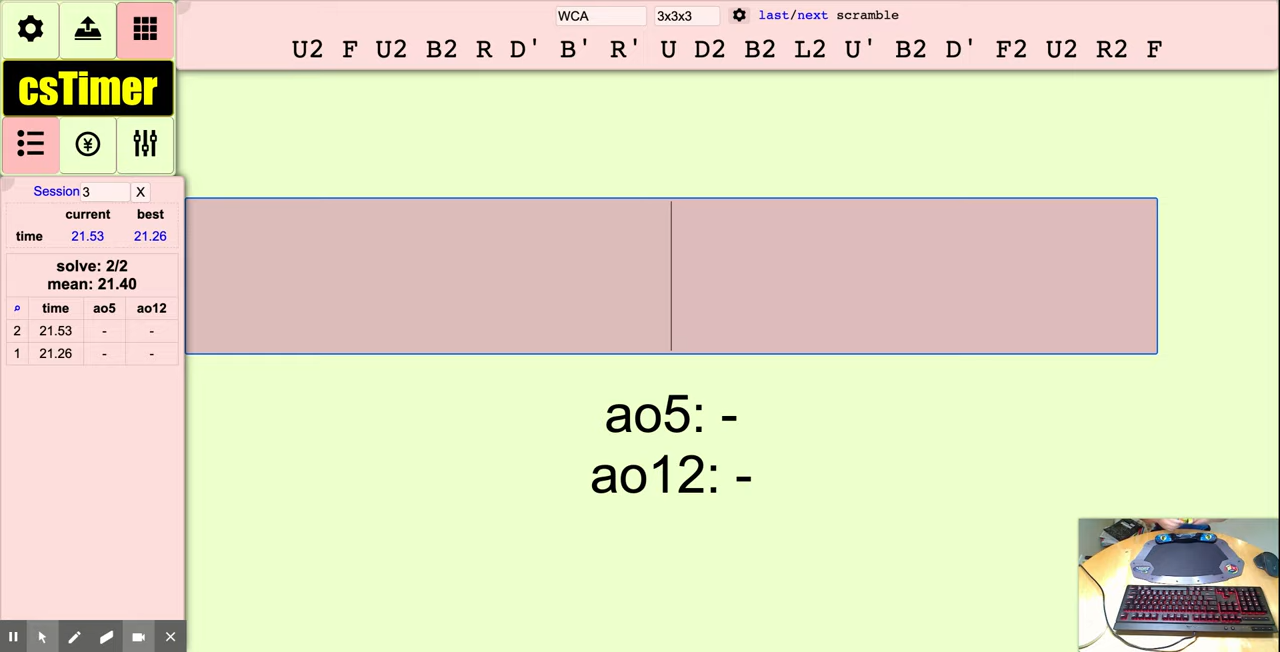 WCA 3x3x3 last/next scramble
U2 F U2 B2 R D' B' R' U D2 B2 L2 U' B2 D' F2 U2 R2 F
csTimer
Session 3 X
current best
time 21.53 21.26
solve: 2/2
mean: 21.40
time ao5 ao12
2 21.53 - -
1 21.26 - -
ao5: -
ao12: -